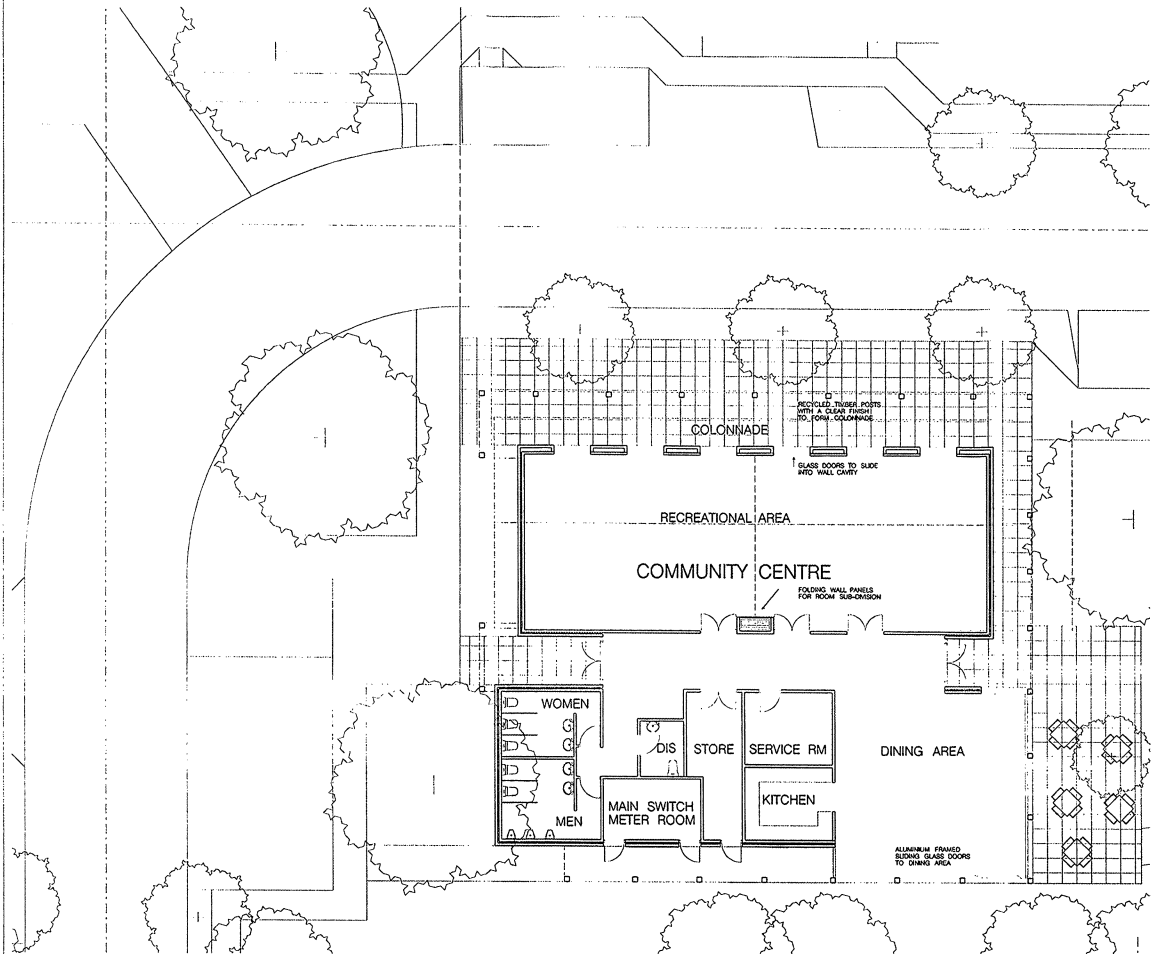 RECYCLED TIMBER POSTS
WITH A CLEAR FINISH
TO FORM COLONNADE
COLONNADE
GLASS DOORS TO SLIDE
INTO WALL CAVITY
RECREATIONAL AREA
COMMUNITY CENTRE
FOLDING WALL PANELS
FOR ROOM SUB-DIVISION
WOMEN
DIS
STORE
SERVICE RM
DINING AREA
KITCHEN
MAIN SWITCH
METER ROOM
MEN
ALUMINIUM FRAMED
SLIDING GLASS DOORS
TO DINING AREA